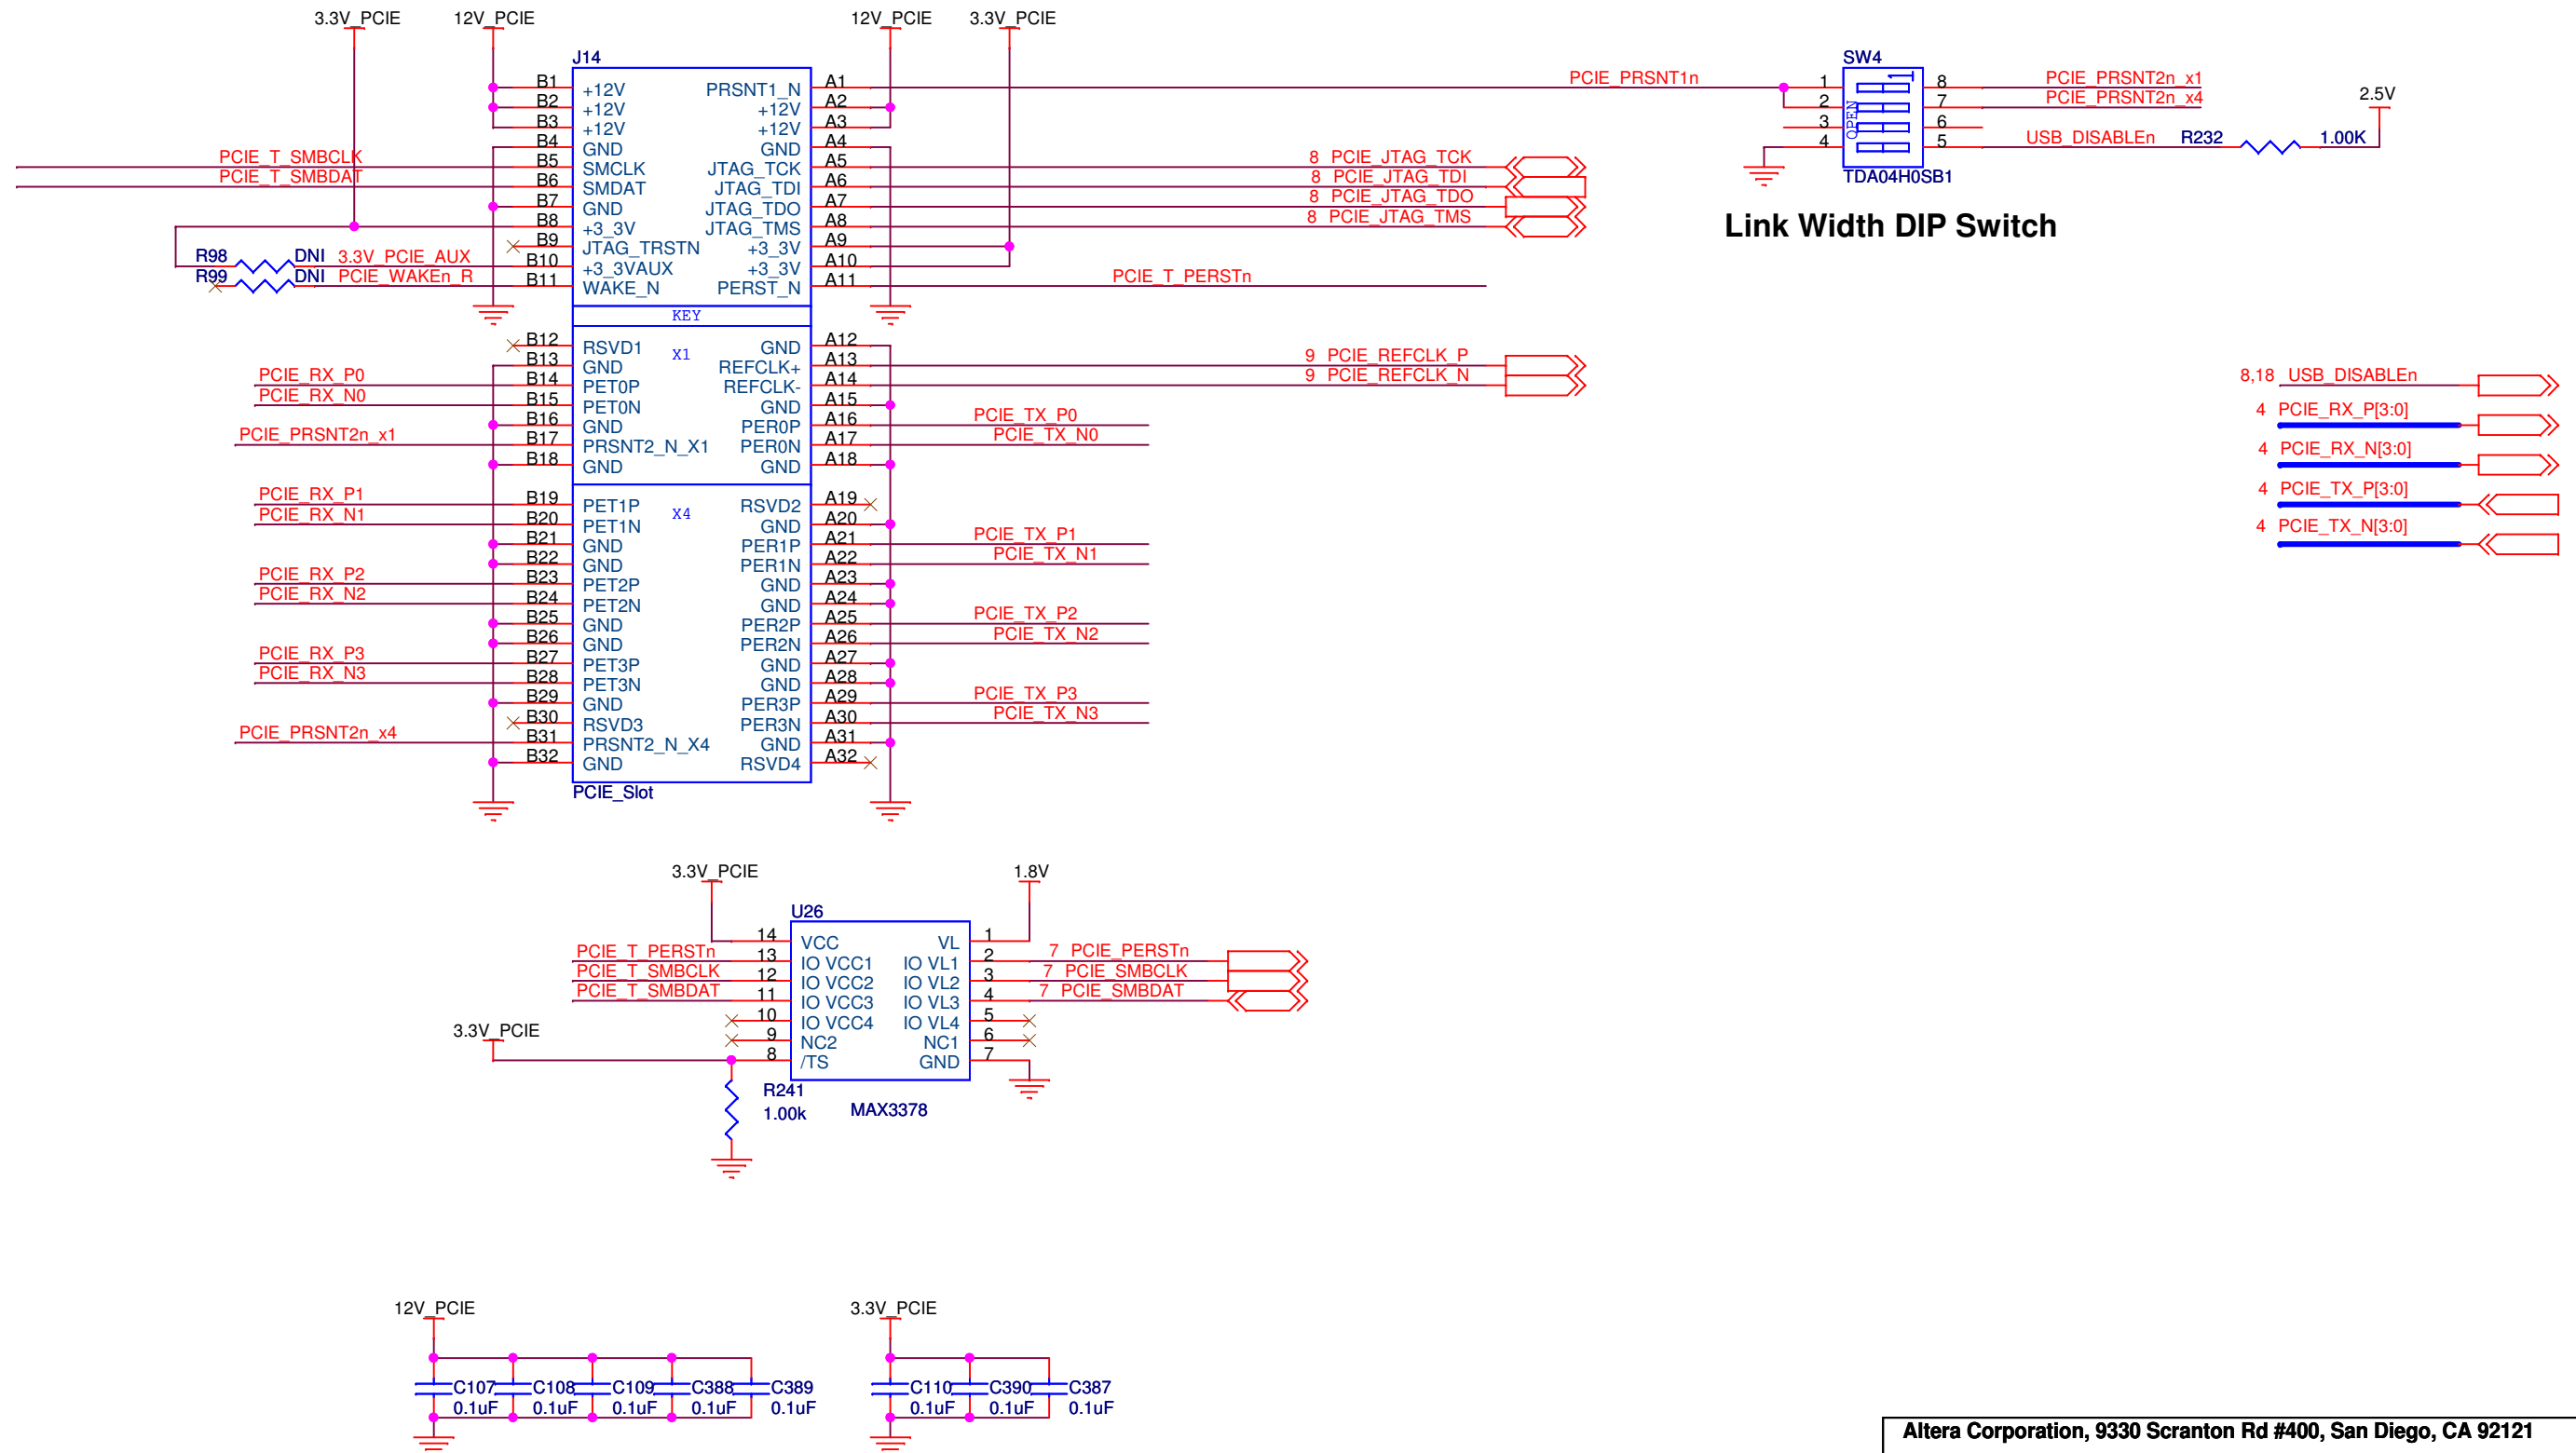 3.3V_PCIE
12V_PCIE
12V_PCIE
3.3V_PCIE
J14
B1 +12V PRSNT1_N A1
B2 +12V +12V A2
B3 +12V +12V A3
B4 GND GND A4
PCIE_T_SMBCLK B5 SMCLK JTAG_TCK A5 8 PCIE_JTAG_TCK
PCIE_T_SMBDAT B6 SMDAT JTAG_TDI A6 8 PCIE_JTAG_TDI
B7 GND JTAG_TDO A7 8 PCIE_JTAG_TDO
B8 +3_3V JTAG_TMS A8 8 PCIE_JTAG_TMS
B9 JTAG_TRSTN +3_3V A9
R98 DNI 3.3V_PCIE_AUX B10 +3_3VAUX +3_3V A10
R99 DNI PCIE_WAKEn_R B11 WAKE_N PERST_N A11 PCIE_T_PERSTn
KEY
B12 RSVD1 X1 GND A12
B13 GND REFCLK+ A13 9 PCIE_REFCLK_P
PCIE_RX_P0 B14 PET0P REFCLK- A14 9 PCIE_REFCLK_N
PCIE_RX_N0 B15 PET0N GND A15
B16 GND PER0P A16 PCIE_TX_P0
PCIE_PRSNT2n_x1 B17 PRSNT2_N_X1 PER0N A17 PCIE_TX_N0
B18 GND GND A18
PCIE_RX_P1 B19 PET1P X4 RSVD2 A19
PCIE_RX_N1 B20 PET1N GND A20
B21 GND PER1P A21 PCIE_TX_P1
B22 GND PER1N A22 PCIE_TX_N1
PCIE_RX_P2 B23 PET2P GND A23
PCIE_RX_N2 B24 PET2N GND A24
B25 GND PER2P A25 PCIE_TX_P2
B26 GND PER2N A26 PCIE_TX_N2
PCIE_RX_P3 B27 PET3P GND A27
PCIE_RX_N3 B28 PET3N GND A28
B29 GND PER3P A29 PCIE_TX_P3
B30 RSVD3 PER3N A30 PCIE_TX_N3
PCIE_PRSNT2n_x4 B31 PRSNT2_N_X4 GND A31
B32 GND RSVD4 A32
PCIE_Slot
SW4
PCIE_PRSNT1n 1 1 8 PCIE_PRSNT2n_x1
2 7 PCIE_PRSNT2n_x4
3 OPEN 6
4 5 USB_DISABLEn R232 1.00K
2.5V
TDA04H0SB1
Link Width DIP Switch
8,18 USB_DISABLEn
4 PCIE_RX_P[3:0]
4 PCIE_RX_N[3:0]
4 PCIE_TX_P[3:0]
4 PCIE_TX_N[3:0]
3.3V_PCIE
1.8V
U26
14 VCC VL 1
PCIE_T_PERSTn 13 IO VCC1 IO VL1 2 7 PCIE_PERSTn
PCIE_T_SMBCLK 12 IO VCC2 IO VL2 3 7 PCIE_SMBCLK
PCIE_T_SMBDAT 11 IO VCC3 IO VL3 4 7 PCIE_SMBDAT
10 IO VCC4 IO VL4 5
3.3V_PCIE
9 NC2 NC1 6
8 /TS GND 7
R241
1.00k
MAX3378
12V_PCIE
C107 C108 C109 C388 C389
0.1uF 0.1uF 0.1uF 0.1uF 0.1uF
3.3V_PCIE
C110 C390 C387
0.1uF 0.1uF 0.1uF
Altera Corporation, 9330 Scranton Rd #400, San Diego, CA 92121